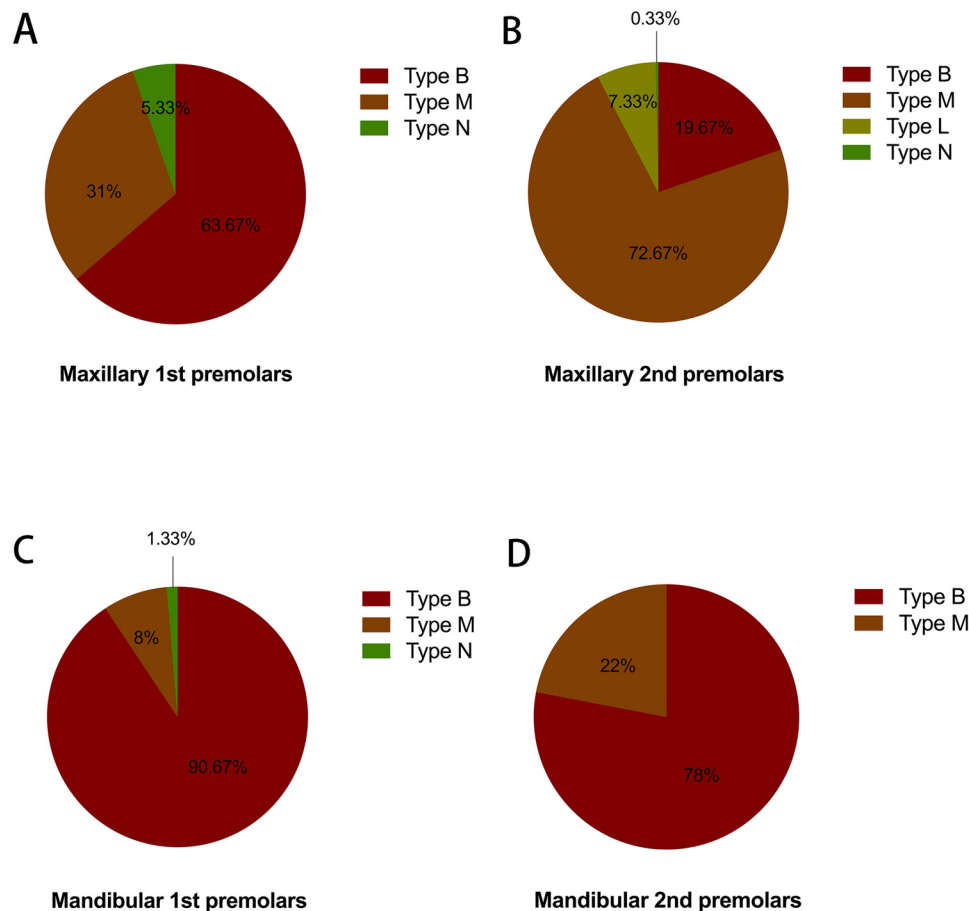 A
Type B
Type M
Type N
5.33%
31%
63.67%
Maxillary 1st premolars
B
0.33%
Type B
Type M
Type L
Type N
7.33%
19.67%
72.67%
Maxillary 2nd premolars
C
1.33%
Type B
Type M
Type N
8%
90.67%
Mandibular 1st premolars
D
Type B
Type M
22%
78%
Mandibular 2nd premolars